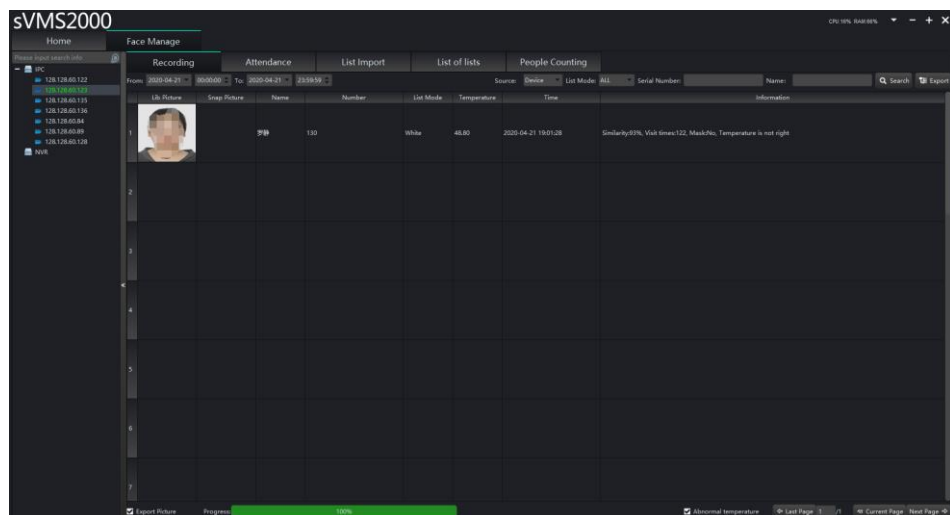 sVMS2000
CPU:16% RAM:86%
Home Face Manage
Please input search info
Recording Attendance List Import List of lists People Counting
IPC
128.128.60.122
128.128.60.123
128.128.60.135
128.128.60.136
128.128.60.84
128.128.60.89
128.128.60.128
NVR
From: 2020-04-21 00:00:00 To: 2020-04-21 23:59:59 Source: Device List Mode: ALL Serial Number: Name: Search Export
Lib Picture Snap Picture Name Number List Mode Temperature Time Information
1 罗静 130 White 48.80 2020-04-21 19:01:28 Similarity:93%, Visit times:122, Mask:No, Temperature is not right
2
3
4
5
6
7
Export Picture Progress: 100% Abnormal temperature Last Page 1 /1 Current Page Next Page